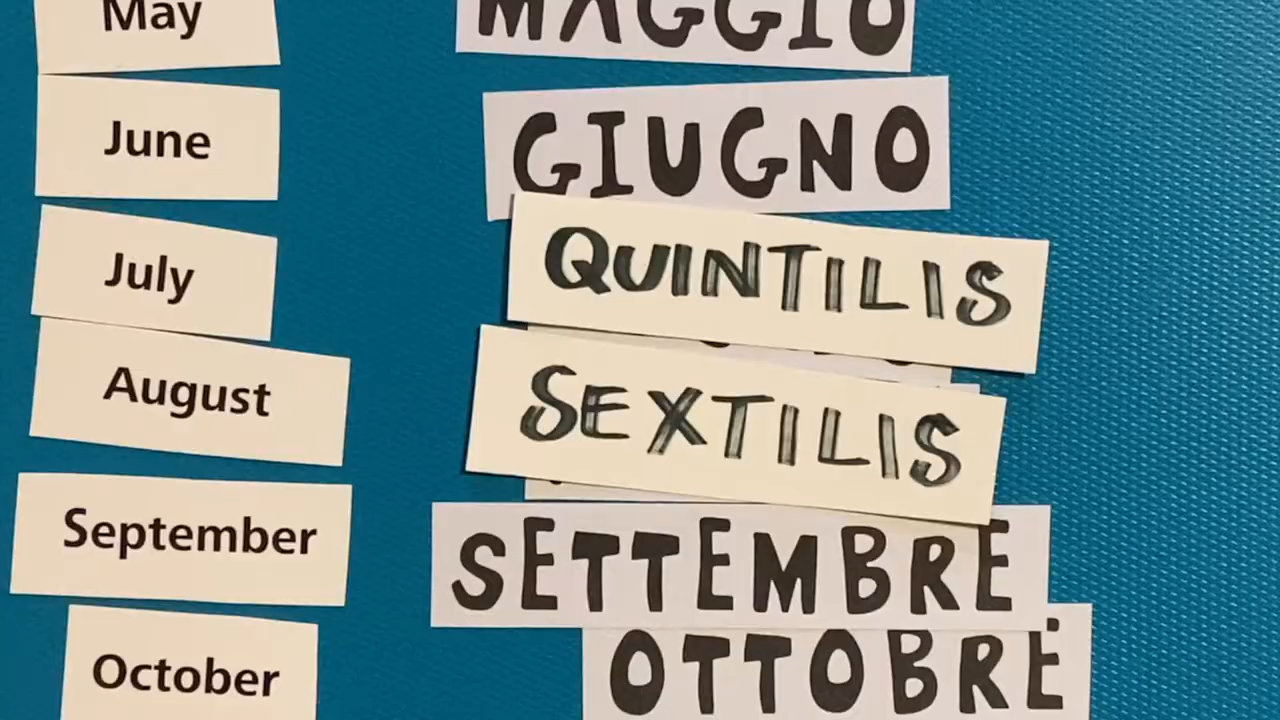 May MAGGIO
June GIUGNO
July QUINTILIS
August SEXTILIS
September SETTEMBRE
October OTTOBRE